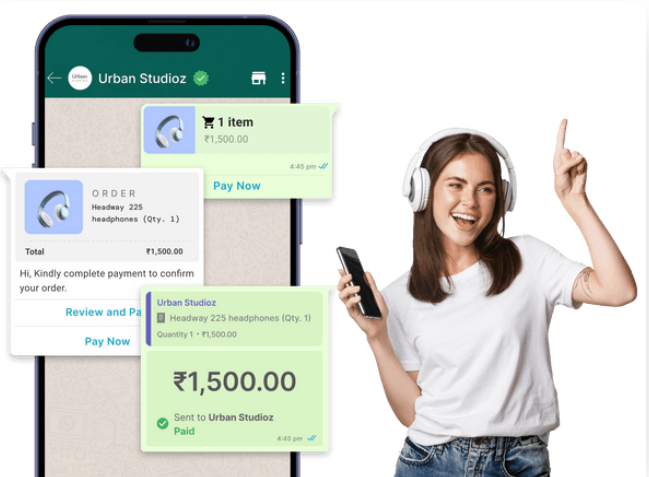 Urban
Urban Studioz
1 item
₹1,500.00
4:45 pm
Pay Now
ORDER
Headway 225
headphones (Qty. 1)
Total ₹1,500.00
Hi, Kindly complete payment to confirm
your order.
Review and Pa
Pay Now
Urban Studioz
Headway 225 headphones (Qty. 1)
Quantity 1 • ₹1,500.00
₹1,500.00
Sent to Urban Studioz
Paid
4:45 pm